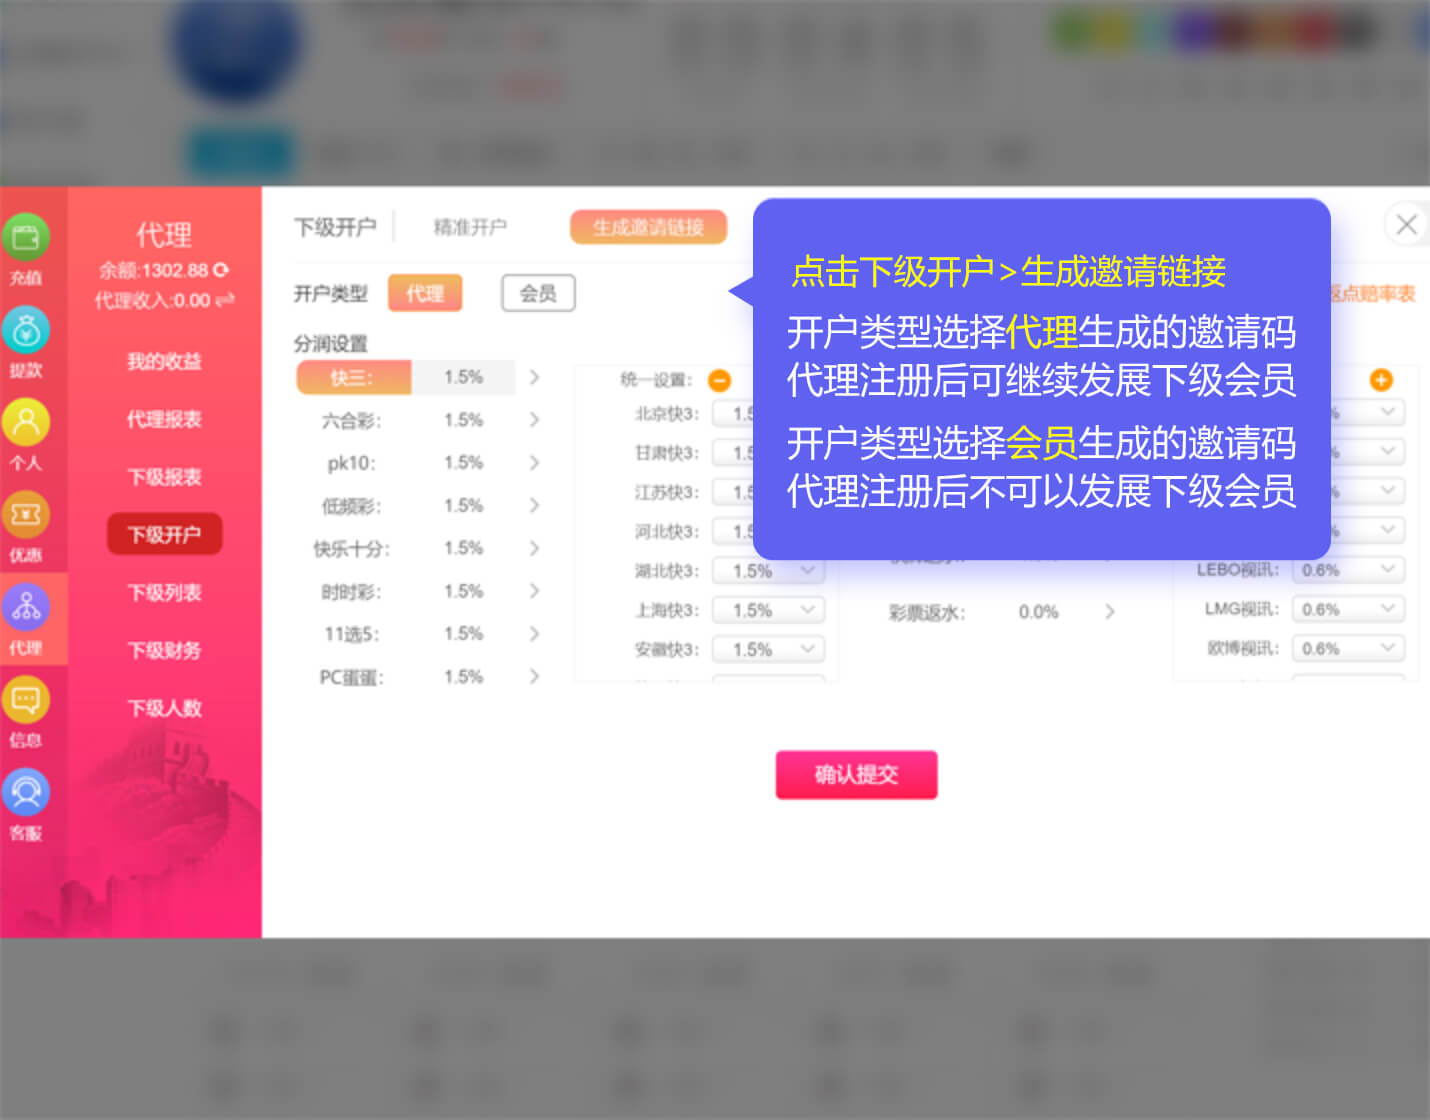 充值
提款
个人
优惠
代理
信息
客服
代理
余额:1302.88
代理收入:0.00
我的收益
代理报表
下级报表
下级开户
下级列表
下级财务
下级人数
下级开户
精准开户
生成邀请链接
开户类型
代理
会员
返点赔率表
分润设置
快三: 1.5%
六合彩: 1.5%
pk10: 1.5%
低频彩: 1.5%
快乐十分: 1.5%
时时彩: 1.5%
11选5: 1.5%
PC蛋蛋: 1.5%
统一设置:
北京快3: 1.5
甘肃快3: 1.5
江苏快3: 1.5
河北快3: 1.5
湖北快3: 1.5%
上海快3: 1.5%
安徽快3: 1.5%
点击下级开户>生成邀请链接
开户类型选择代理生成的邀请码
代理注册后可继续发展下级会员
开户类型选择会员生成的邀请码
代理注册后不可以发展下级会员
彩票返水: 0.0%
LEBO视讯: 0.6%
LMG视讯: 0.6%
欧博视讯: 0.6%
确认提交